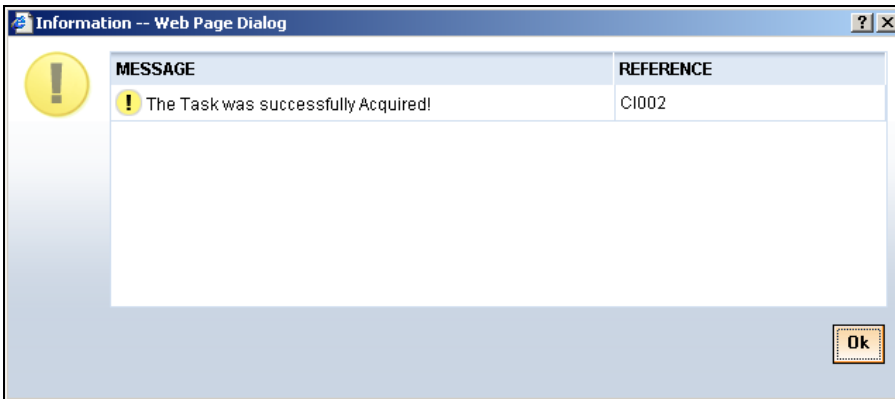 Information -- Web Page Dialog
? X
MESSAGE REFERENCE
! The Task was successfully Acquired! CI002
Ok